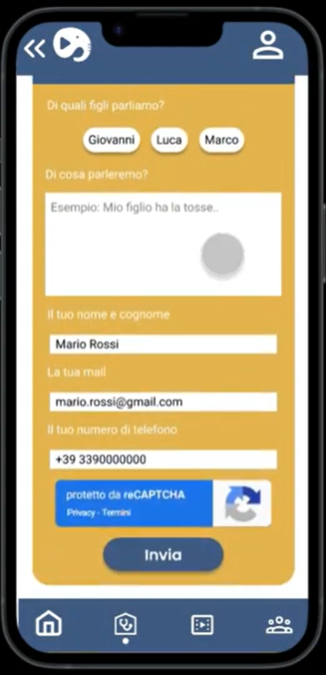 Di quali figli parliamo?
Giovanni Luca Marco
Di cosa parleremo?
Esempio: Mio figlio ha la tosse..
Il tuo nome e cognome
Mario Rossi
La tua mail
mario.rossi@gmail.com
Il tuo numero di telefono
+39 3390000000
protetto da reCAPTCHA
Privacy - Termini
Invia